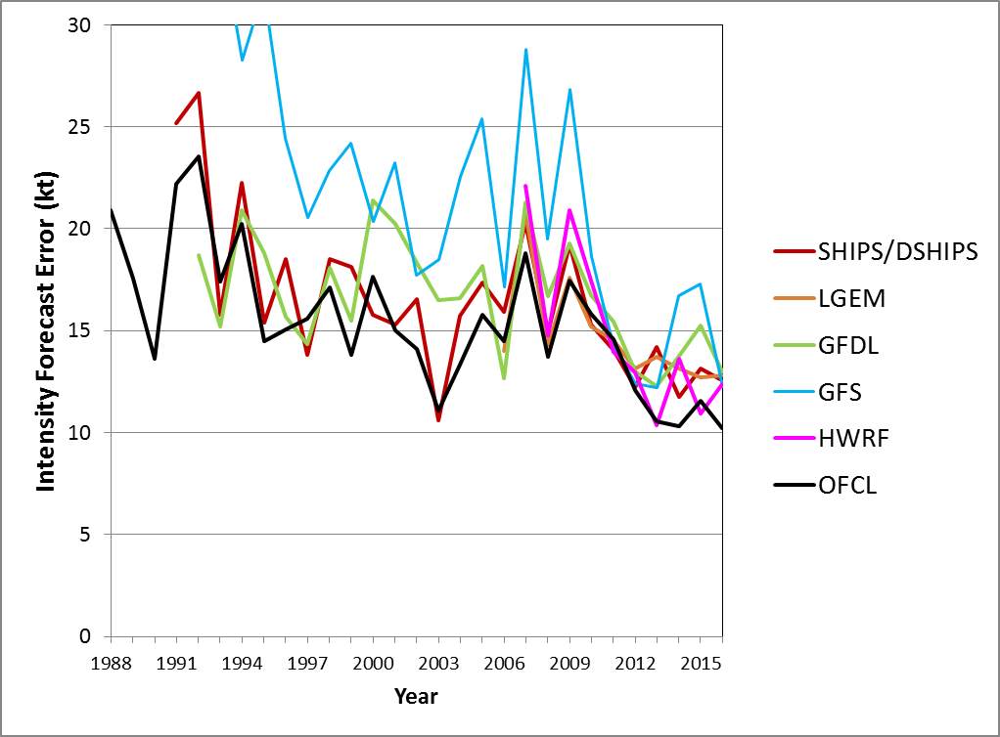 Intensity Forecast Error (kt)
30
25
20
15
10
5
0
1988 1991 1994 1997 2000 2003 2006 2009 2012 2015
Year
SHIPS/DSHIPS
LGEM
GFDL
GFS
HWRF
OFCL